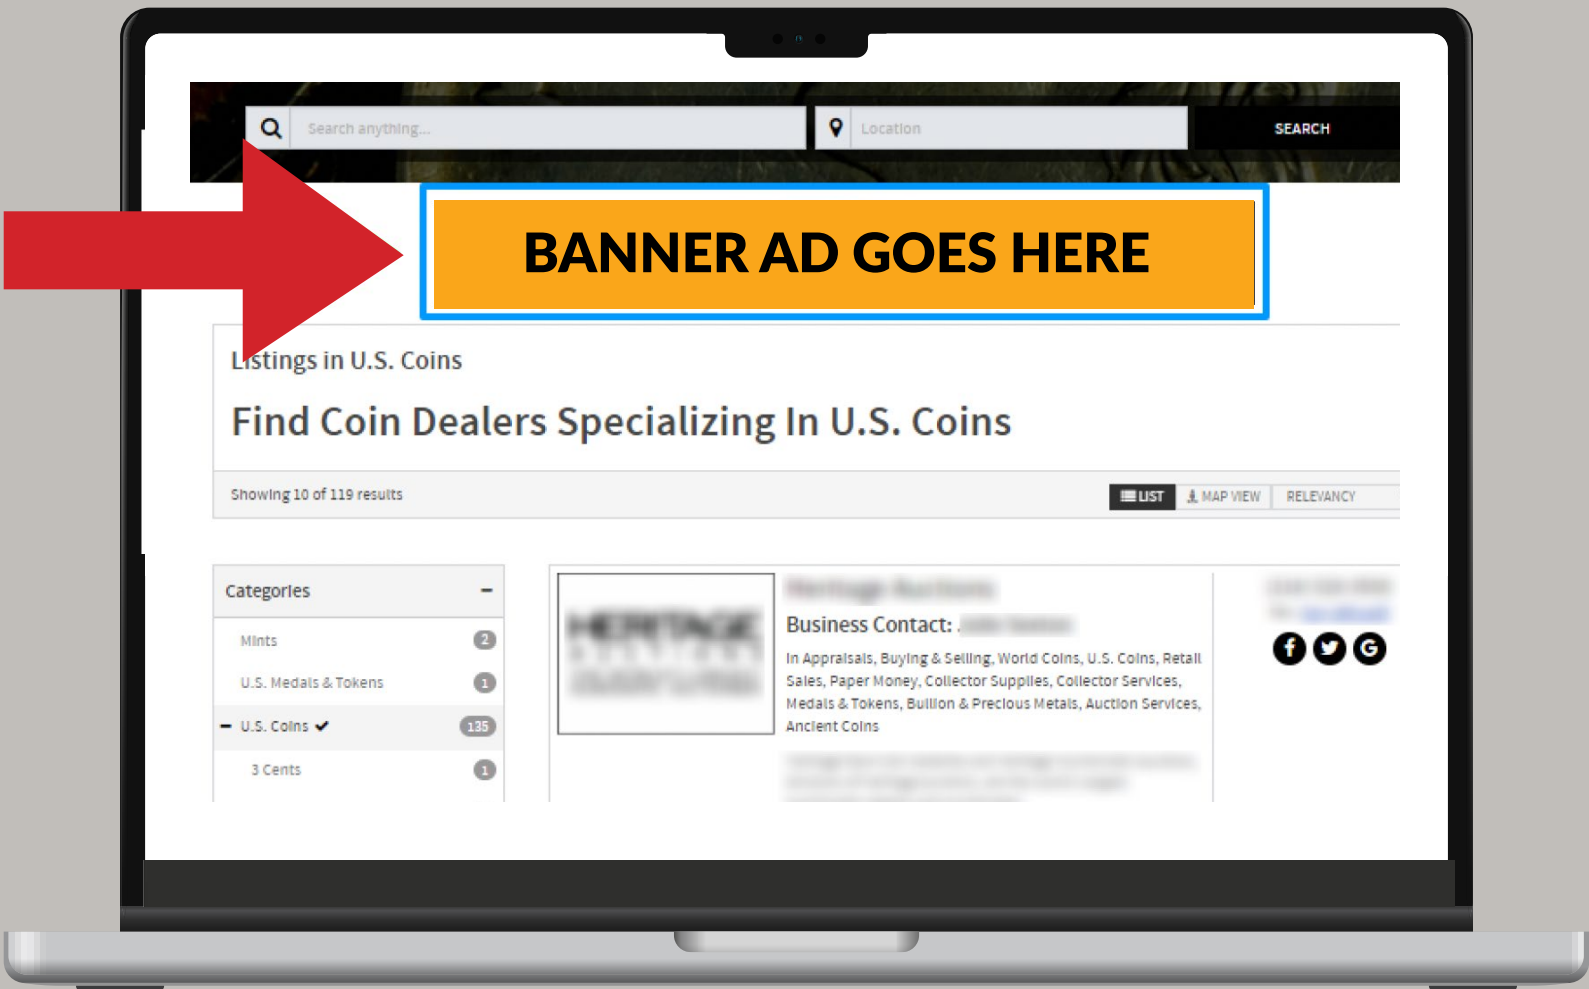 Search anything...
Location
SEARCH
BANNER AD GOES HERE
Listings in U.S. Coins
Find Coin Dealers Specializing In U.S. Coins
Showing 10 of 119 results
LIST
MAP VIEW
RELEVANCY
Categories
Mints
2
U.S. Medals & Tokens
1
U.S. Coins
135
3 Cents
1
HERITAGE
Heritage Auctions
Business Contact:
In Appraisals, Buying & Selling, World Coins, U.S. Coins, Retail
Sales, Paper Money, Collector Supplies, Collector Services,
Medals & Tokens, Bullion & Precious Metals, Auction Services,
Ancient Coins